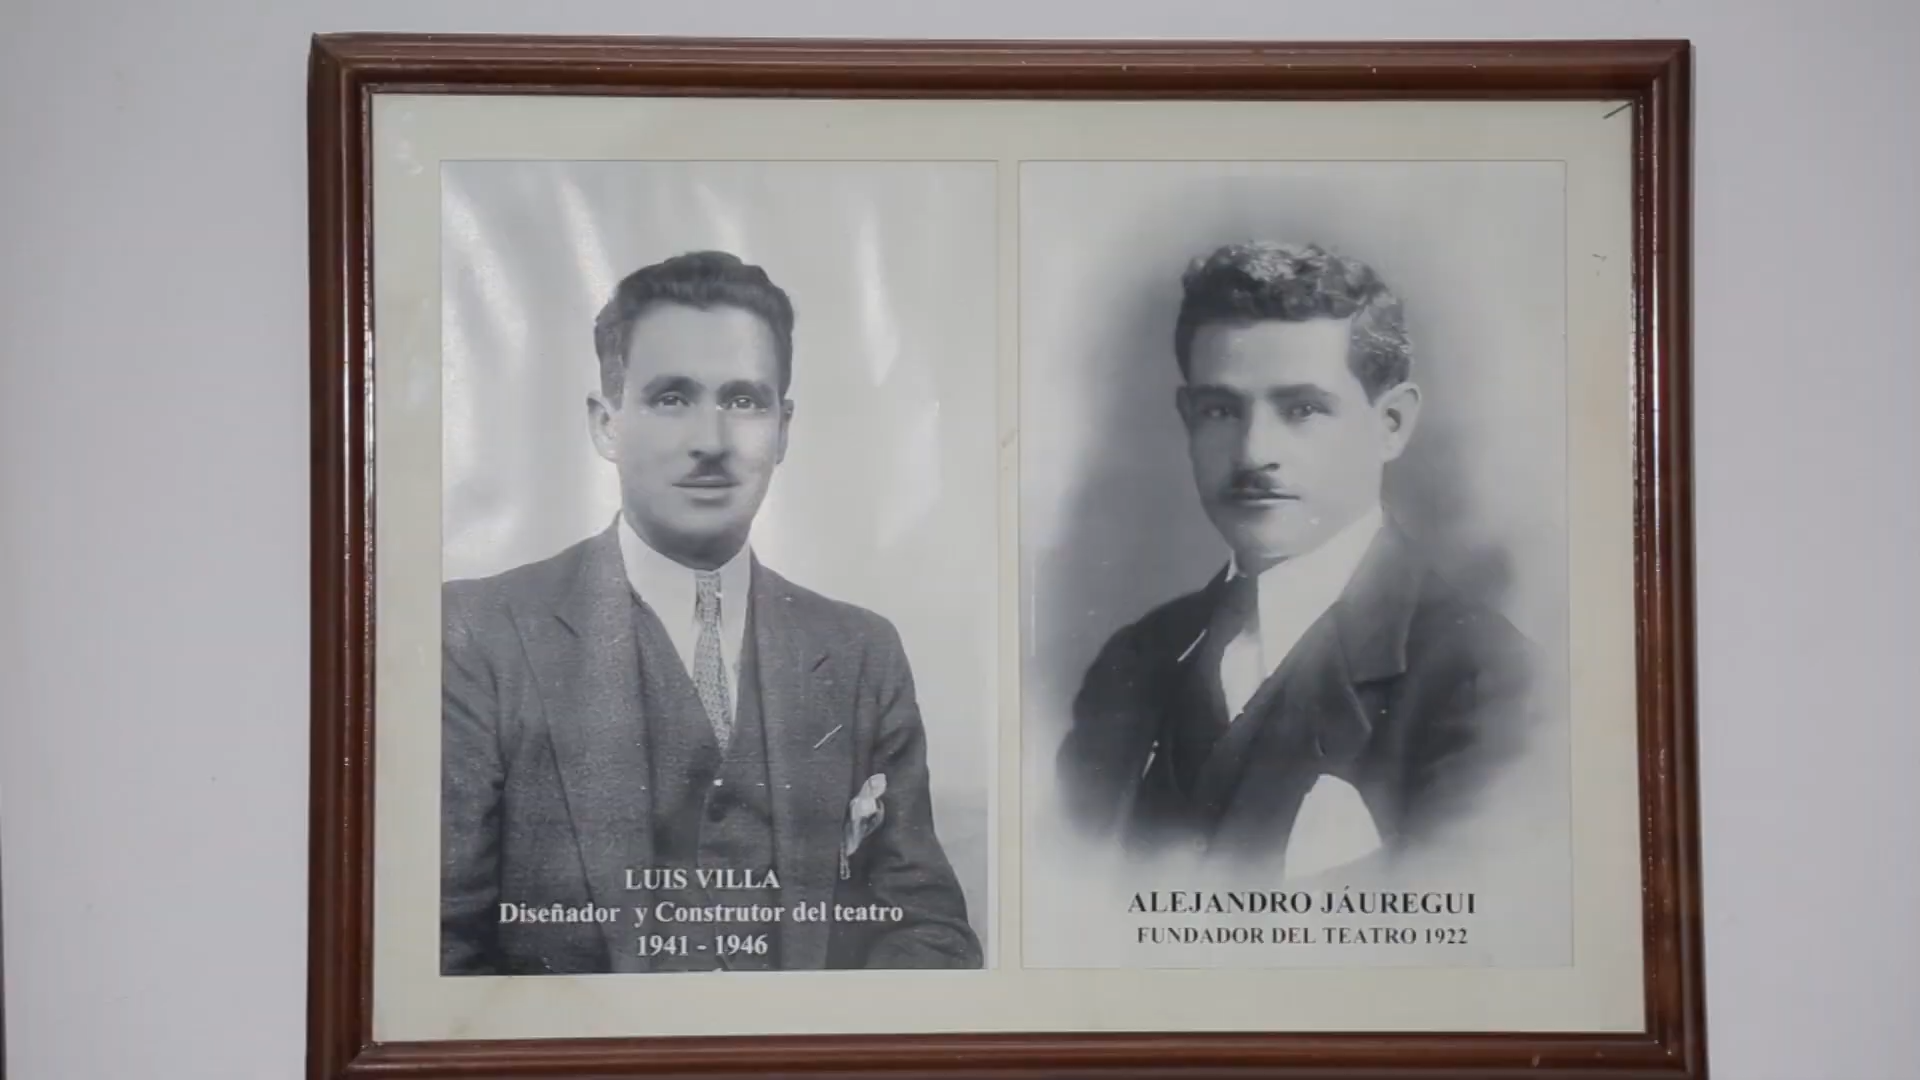 LUIS VILLA
Diseñador y Construtor del teatro
1941 - 1946
ALEJANDRO JÁUREGUI
FUNDADOR DEL TEATRO 1922